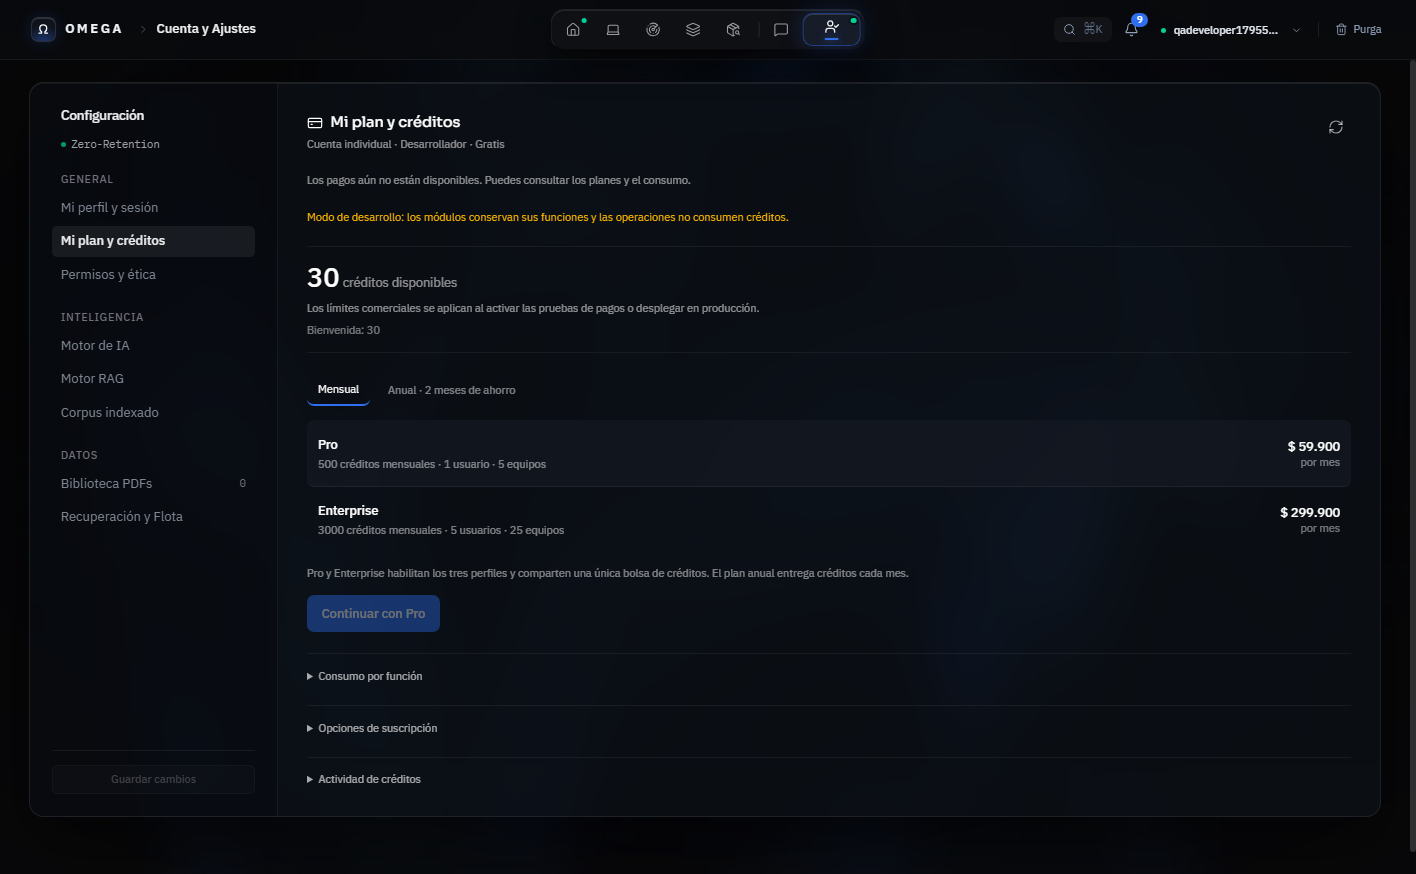 Ω OMEGA > Cuenta y Ajustes
⌘K
9
qadeveloper17955...
Purga
Configuración
Zero-Retention
GENERAL
Mi perfil y sesión
Mi plan y créditos
Permisos y ética
INTELIGENCIA
Motor de IA
Motor RAG
Corpus indexado
DATOS
Biblioteca PDFs 0
Recuperación y Flota
Guardar cambios
Mi plan y créditos
Cuenta individual · Desarrollador · Gratis
Los pagos aún no están disponibles. Puedes consultar los planes y el consumo.
Modo de desarrollo: los módulos conservan sus funciones y las operaciones no consumen créditos.
30 créditos disponibles
Los límites comerciales se aplican al activar las pruebas de pagos o desplegar en producción.
Bienvenida: 30
Mensual
Anual · 2 meses de ahorro
Pro
500 créditos mensuales · 1 usuario · 5 equipos
$ 59.900
por mes
Enterprise
3000 créditos mensuales · 5 usuarios · 25 equipos
$ 299.900
por mes
Pro y Enterprise habilitan los tres perfiles y comparten una única bolsa de créditos. El plan anual entrega créditos cada mes.
Continuar con Pro
Consumo por función
Opciones de suscripción
Actividad de créditos